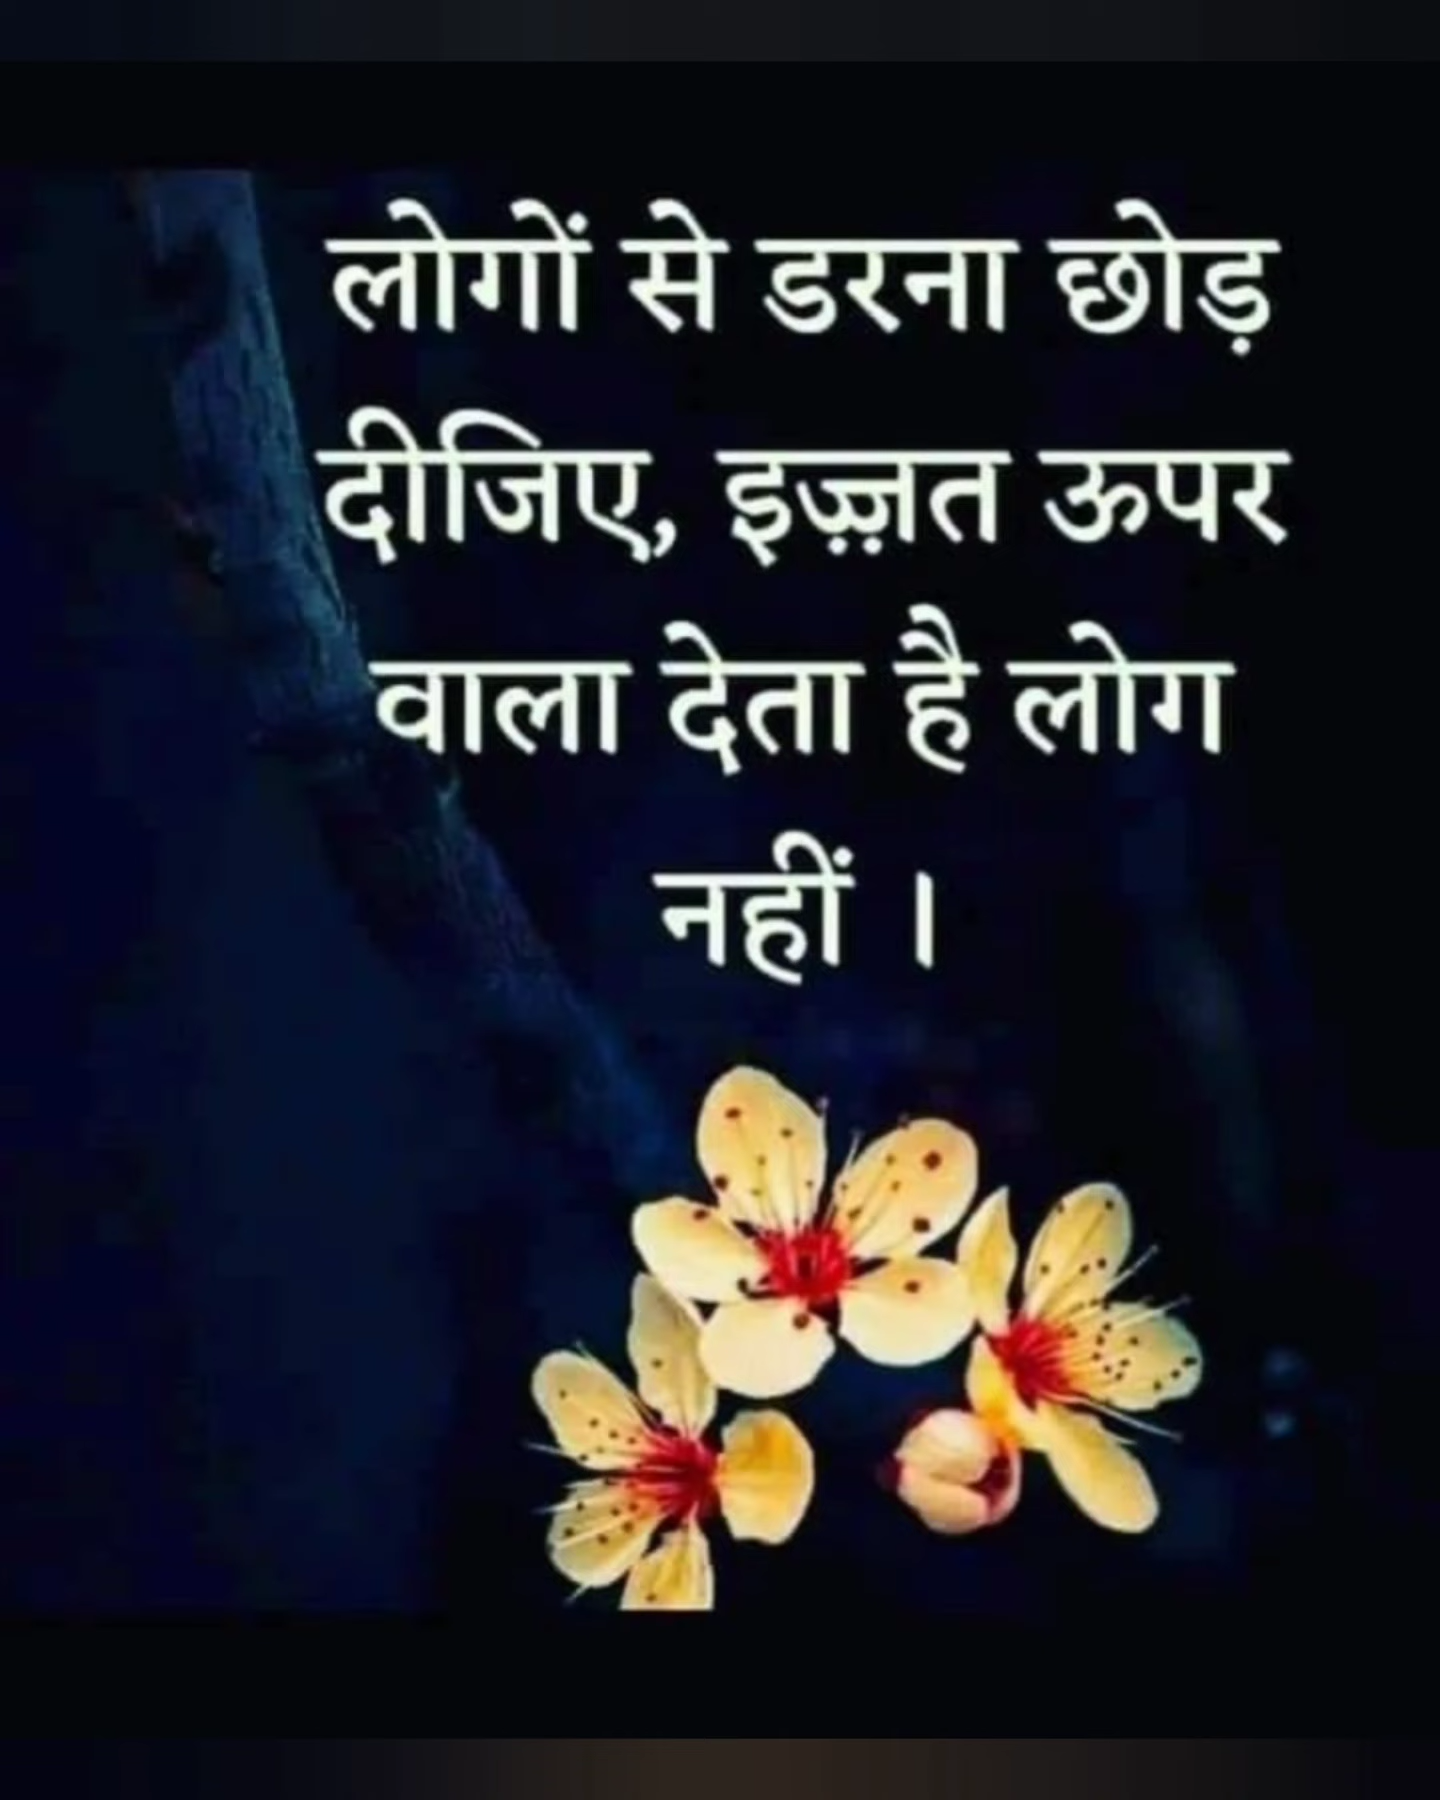 लोगों से डरना छोड़
दीजिए, इज़्ज़त ऊपर
वाला देता है लोग
नहीं ।